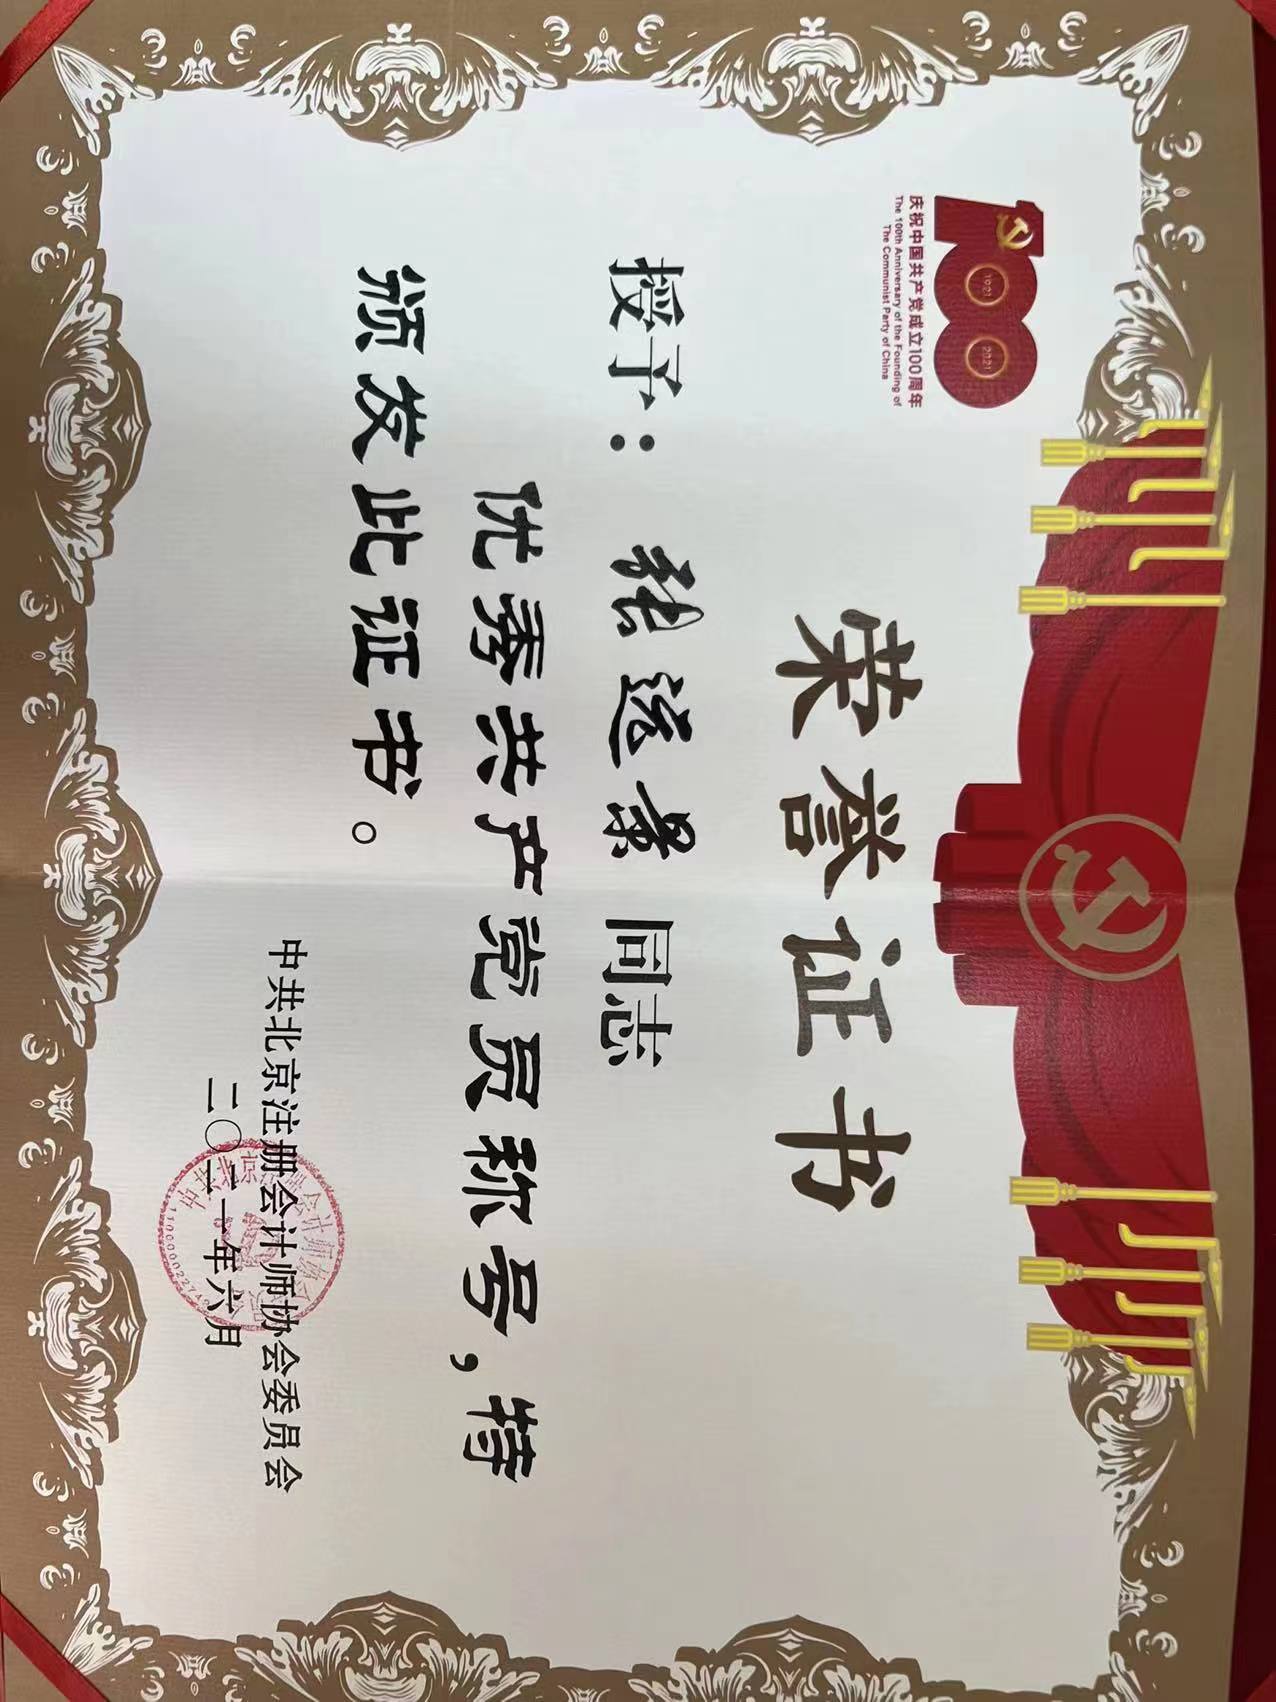 庆祝中国共产党成立100周年
The 100th Anniversary of the Founding of
The Communist Party of China
1921
2021
荣誉证书
授予：张运景同志
优秀共产党员称号，特
颁发此证书。
中共北京注册会计师协会委员会
二〇二一年六月